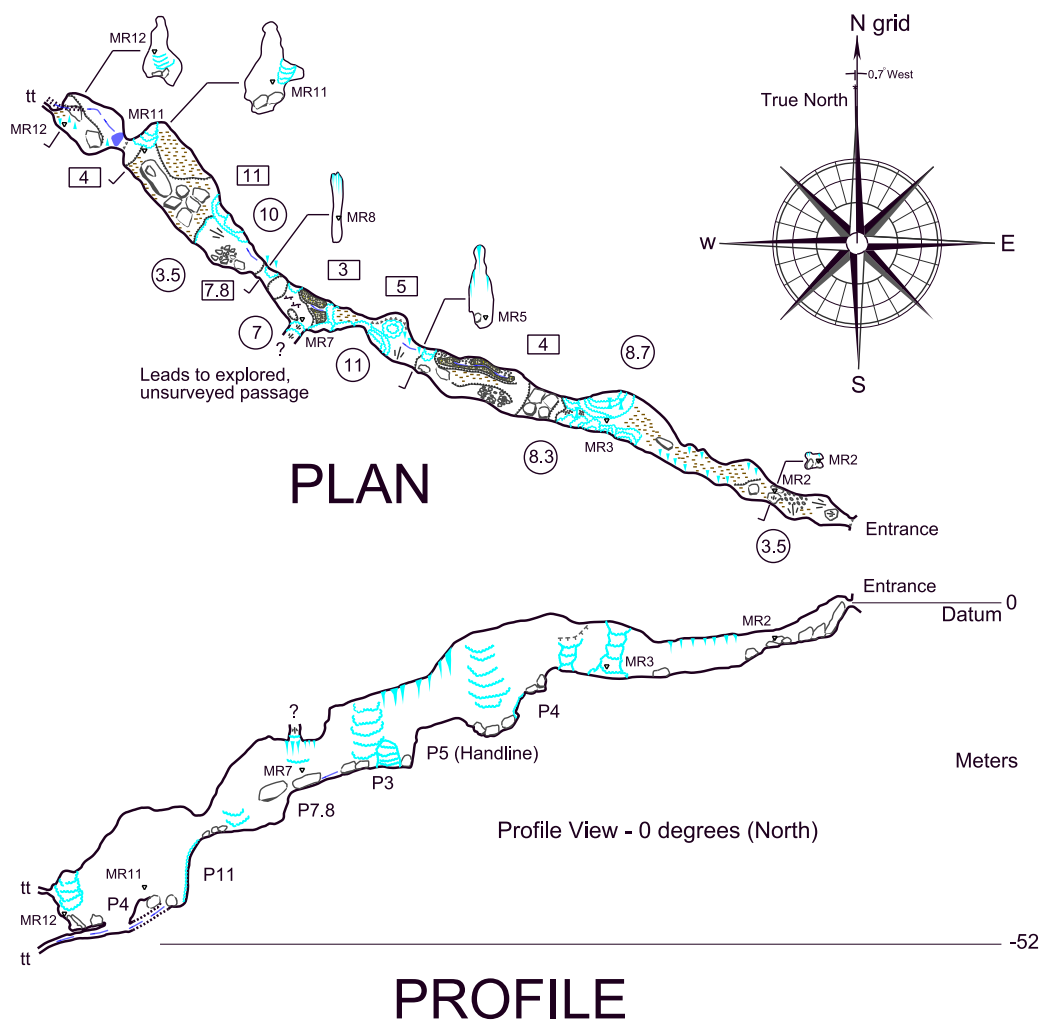 N grid
0.7° West
True North
W
E
S
MR12
MR11
tt
MR12
MR11
4
11
10
MR8
3.5
7.8
3
5
7
?
MR7
11
MR5
4
8.7
Leads to explored,
unsurveyed passage
8.3
MR3
MR2
MR2
3.5
Entrance
PLAN
Entrance
Datum
0
MR2
MR3
P4
?
P5 (Handline)
MR7
P3
P7.8
Meters
Profile View - 0 degrees (North)
P11
MR11
tt
P4
MR12
tt
-52
PROFILE